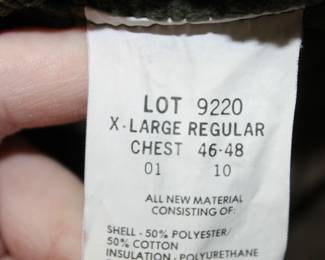 LOT 9220
X-LARGE REGULAR
CHEST 46-48
01 10
ALL NEW MATERIAL
CONSISTING OF:
SHELL - 50% POLYESTER/
50% COTTON
INSULATION - POLYURETHANE